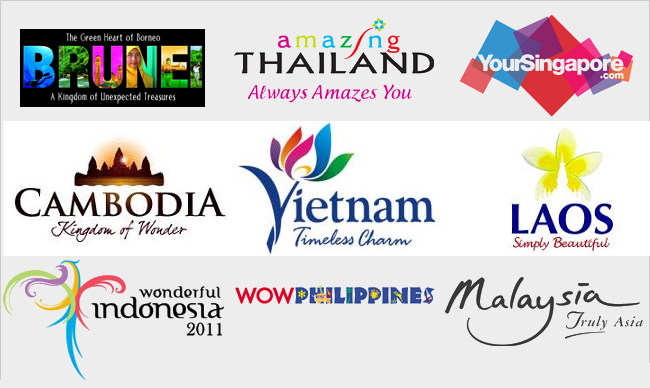 The Green Heart of Borneo
BRUNEI
A Kingdom of Unexpected Treasures
amazing
THAILAND
Always Amazes You
YourSingapore
.com
CAMBODIA
Kingdom of Wonder
Vietnam
Timeless Charm
LAOS
Simply Beautiful
wonderful
indonesia
2011
WOWPHILIPPINES
Malaysia
Truly Asia